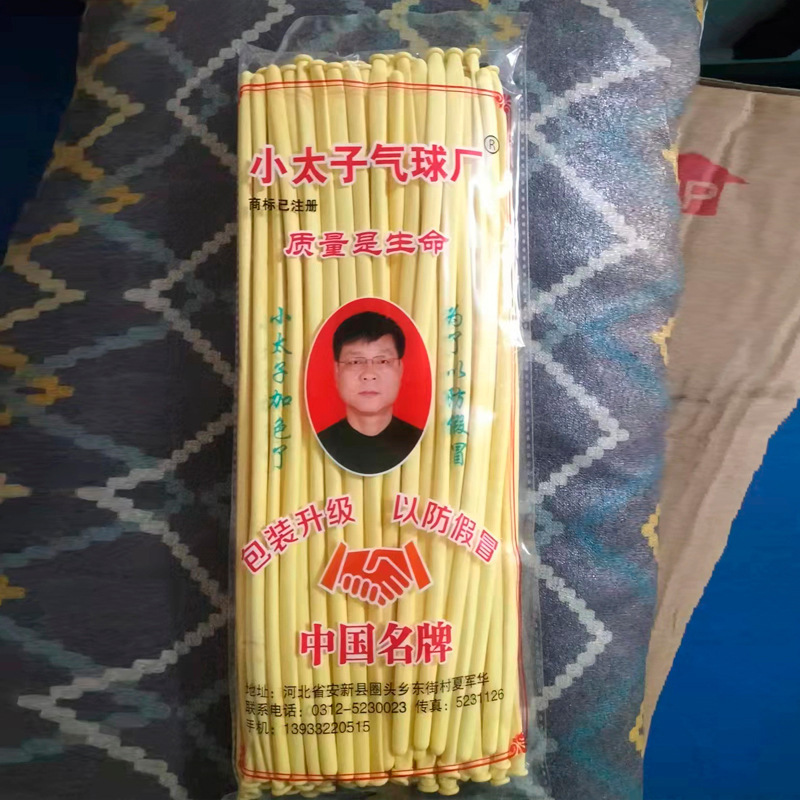 小太子气球厂®
商标已注册
质量是生命
小太子加色了
为了以防假冒
包装升级 以防假冒
中国名牌
地址：河北省安新县圈头乡东街村夏军华
联系电话：0312-5230023 传真：5231126
手机：13933220515
P